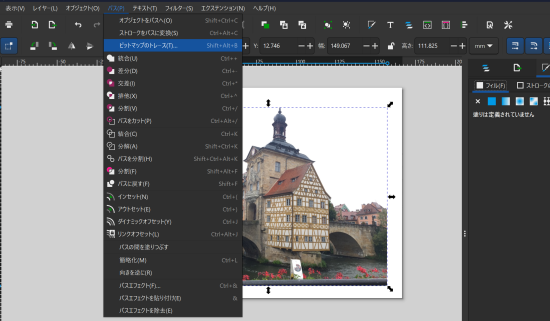 表示(V) レイヤー(L) オブジェクト(O) パス(P) テキスト(T) フィルター(S) エクステンション(N) ヘルプ(H)
オブジェクトをパスへ(O) Shift+Ctrl+C
ストロークをパスに変換(S) Ctrl+Alt+C
ビットマップのトレース(T)... Shift+Alt+B
統合(U) Ctrl++
差分(D) Ctrl+-
交差(I) Ctrl+*
排他(X) Ctrl+^
分割(V) Ctrl+/
パスをカット(P) Ctrl+Alt+/
結合(C) Ctrl+K
分解(A) Shift+Ctrl+K
パスを分割(H) Shift+Ctrl+Alt+K
分割(F) Shift+Ctrl+Alt+F
パスに戻す(F) Shift+F
インセット(N) Ctrl+(
アウトセット(E) Ctrl+)
ダイナミックオフセット(Y) Ctrl+J
リンクオフセット(L) Ctrl+Alt+J
パスの間を塗りつぶす
簡略化(M) Ctrl+L
向きを逆に(R)
パスエフェクト(F)... Ctrl+&
パスエフェクトを貼り付け(E) &
パスエフェクトを除去(E)
Y: 12.746 幅: 149.067 高さ: 111.825 mm
フィル(F)
塗りは定義されていません